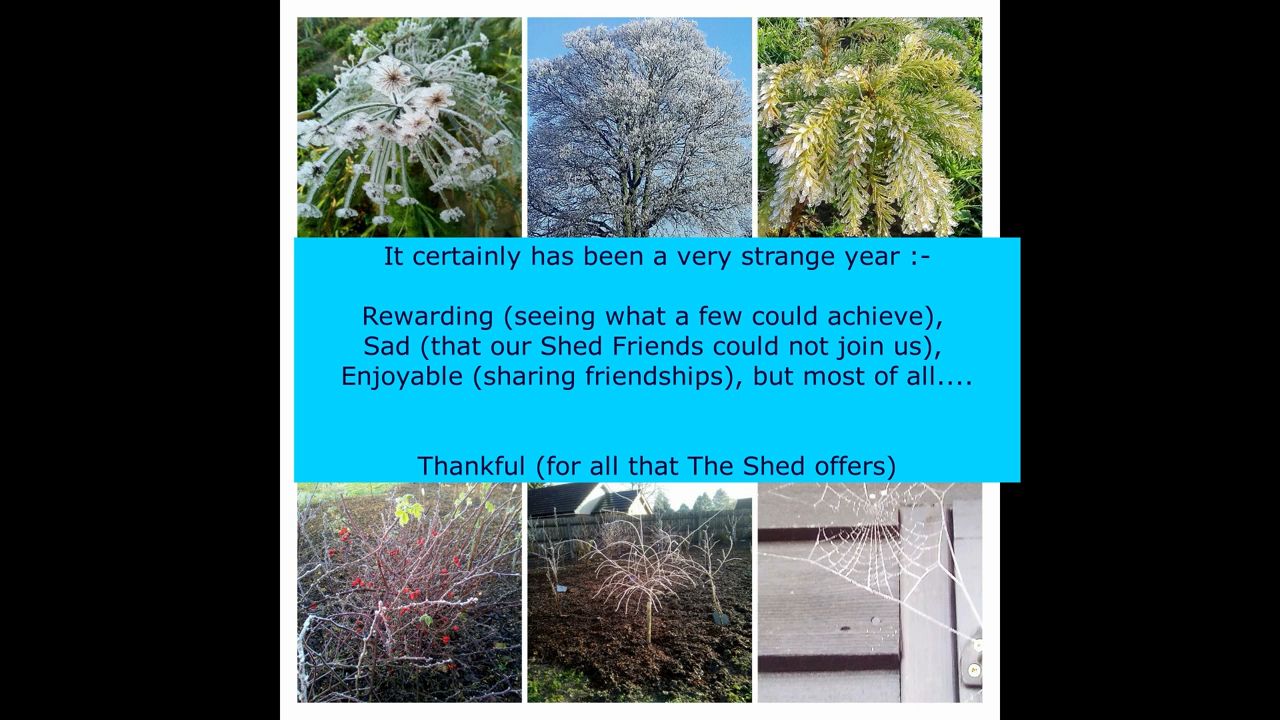 It certainly has been a very strange year :-
Rewarding (seeing what a few could achieve),
Sad (that our Shed Friends could not join us),
Enjoyable (sharing friendships), but most of all....
Thankful (for all that The Shed offers)